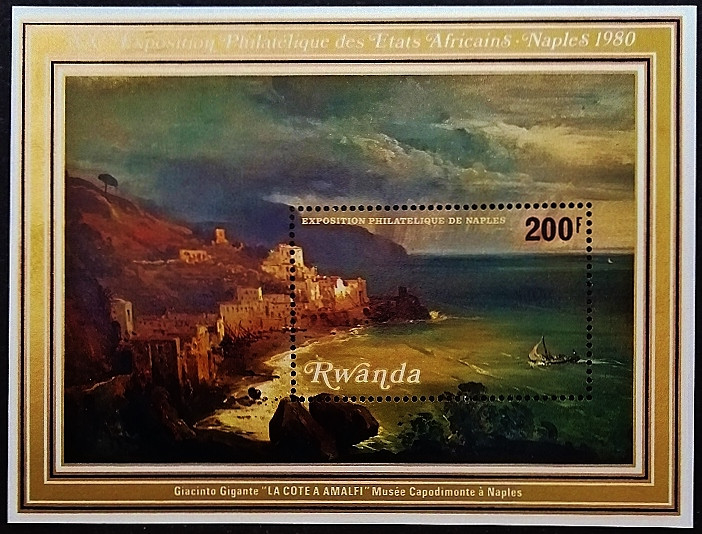 Exposition Philatélique des Etats Africains · Naples 1980
EXPOSITION PHILATELIQUE DE NAPLES
200F
Rwanda
Giacinto Gigante "LA COTE A AMALFI" Musée Capodimonte à Naples